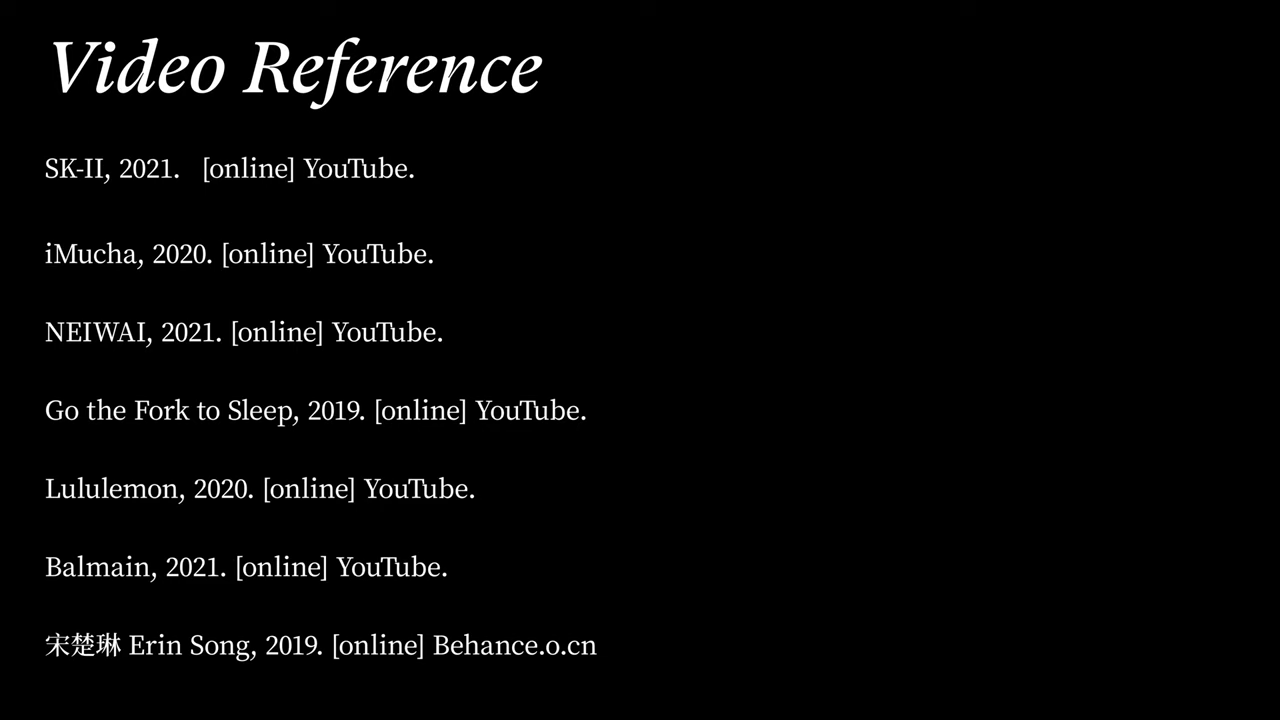 Video Reference
SK-II, 2021. [online] YouTube.
iMucha, 2020. [online] YouTube.
NEIWAI, 2021. [online] YouTube.
Go the Fork to Sleep, 2019. [online] YouTube.
Lululemon, 2020. [online] YouTube.
Balmain, 2021. [online] YouTube.
宋楚琳 Erin Song, 2019. [online] Behance.o.cn